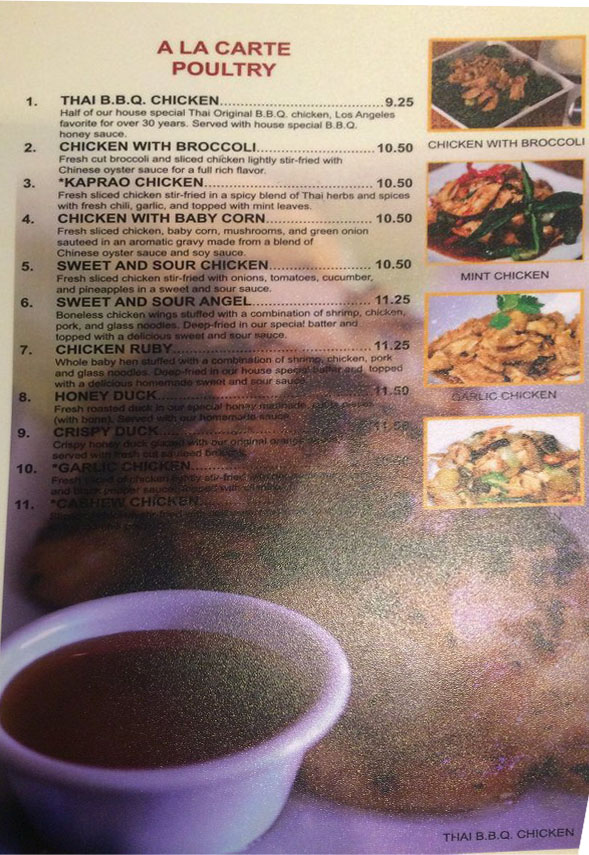 A LA CARTE
POULTRY
1. THAI B.B.Q. CHICKEN......................................9.25
Half of our house special Thai Original B.B.Q. chicken, Los Angeles
favorite for over 30 years. Served with house special B.B.Q.
honey sauce.
2. CHICKEN WITH BROCCOLI............................10.50
Fresh cut broccoli and sliced chicken lightly stir-fried with
Chinese oyster sauce for a full rich flavor.
3. *KAPRAO CHICKEN........................................10.50
Fresh sliced chicken stir-fried in a spicy blend of Thai herbs and spices
with fresh chili, garlic, and topped with mint leaves.
4. CHICKEN WITH BABY CORN..........................10.50
Fresh sliced chicken, baby corn, mushrooms, and green onion
sauteed in an aromatic gravy made from a blend of
Chinese oyster sauce and soy sauce.
5. SWEET AND SOUR CHICKEN........................10.50
Fresh sliced chicken stir-fried with onions, tomatoes, cucumber,
and pineapples in a sweet and sour sauce.
6. SWEET AND SOUR ANGEL............................11.25
Boneless chicken wings stuffed with a combination of shrimp, chicken,
pork, and glass noodles. Deep-fried in our special batter and
topped with a delicious sweet and sour sauce.
7. CHICKEN RUBY..............................................11.25
Whole baby hen stuffed with a combination of shrimp, chicken, pork
and glass noodles. Deep-fried in our house special batter and topped
with a delicious homemade sweet and sour sauce.
8. HONEY DUCK................................................11.50
Fresh roasted duck in our special honey marinade,
(with bone). Served with our homemade sauce.
9. CRISPY DUCK................................................11.50
Crispy honey duck glazed with our original orange
served with fresh cut
10. *GARLIC CHICKEN
Fresh sliced of chicken lightly stir-fried
and black pepper sauce,
11. *CASHEW CHICKEN
CHICKEN WITH BROCCOLI
MINT CHICKEN
GARLIC CHICKEN
THAI B.B.Q. CHICKEN